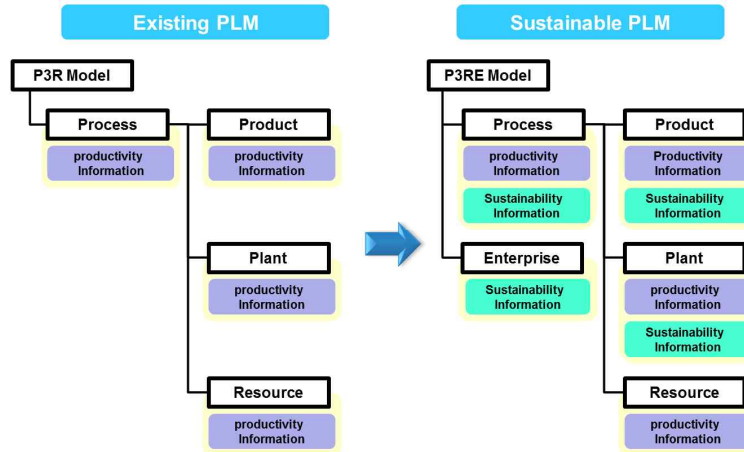 Existing PLM
P3R Model
Process
productivity
Information
Product
productivity
Information
Plant
productivity
Information
Resource
productivity
Information
Sustainable PLM
P3RE Model
Process
productivity
Information
Sustainability
Information
Enterprise
Sustainability
Information
Product
Productivity
Information
Sustainability
Information
Plant
productivity
Information
Sustainability
Information
Resource
productivity
Information